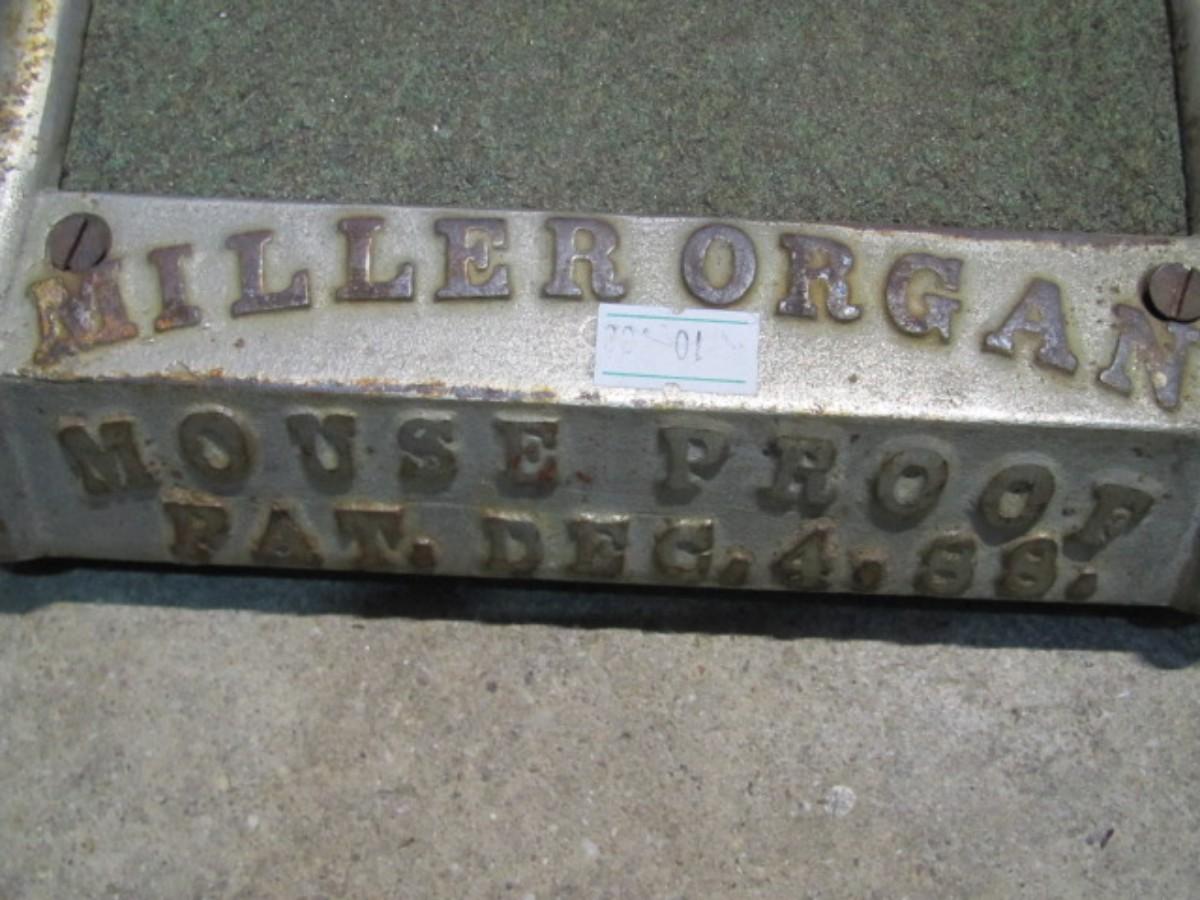 MILLER ORGAN
MOUSE PROOF
PAT. DEC. 4. 88.